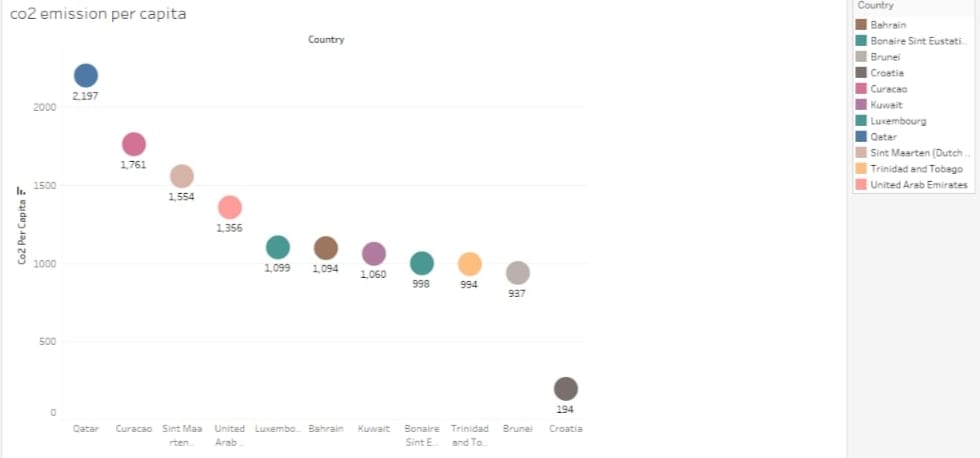 co2 emission per capita
Country
2,197
1,761
1,554
1,356
1,099
1,094
1,060
998
994
937
194
2000
1500
1000
500
0
Co2 Per Capita
Qatar
Curacao
Sint Maa
rten..
United
Arab ..
Luxembo..
Bahrain
Kuwait
Bonaire
Sint E..
Trinidad
and To..
Brunei
Croatia
Country
Bahrain
Bonaire Sint Eustati..
Brunei
Croatia
Curacao
Kuwait
Luxembourg
Qatar
Sint Maarten (Dutch ..
Trinidad and Tobago
United Arab Emirates